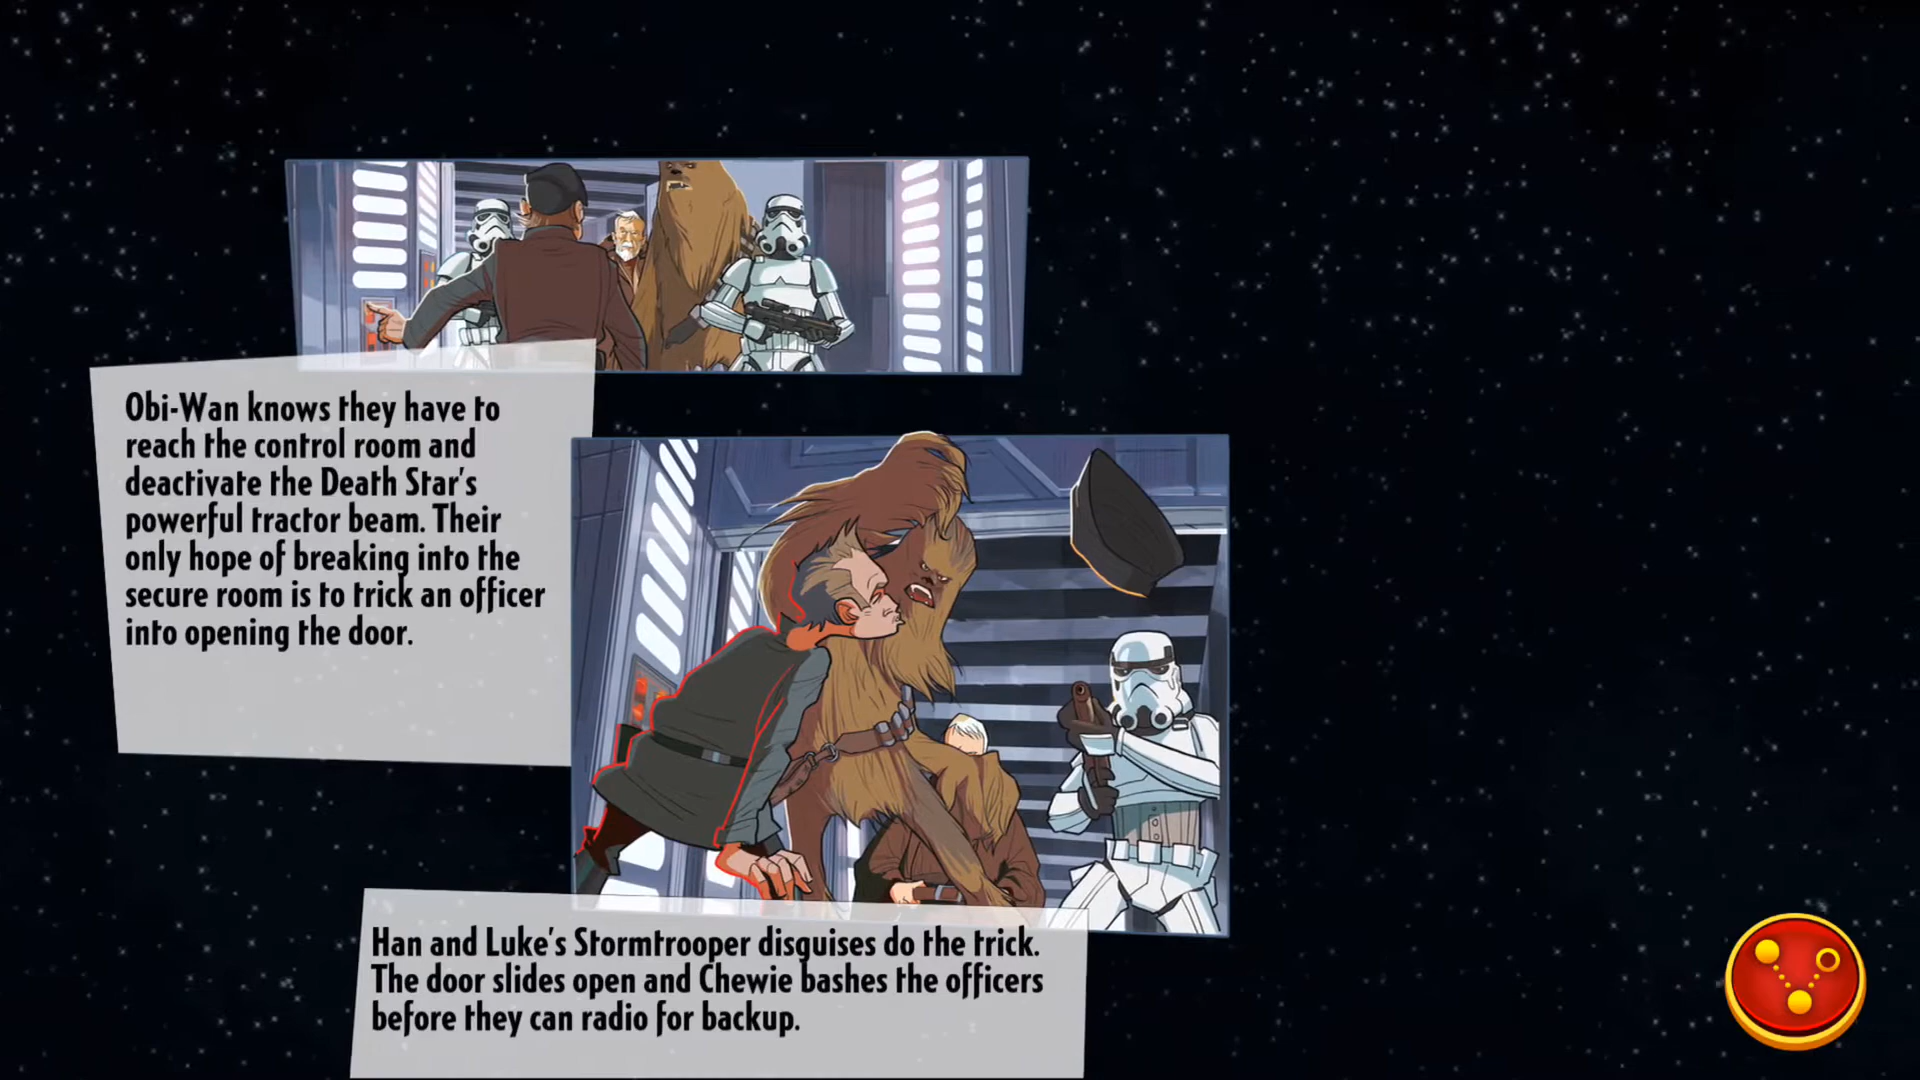 Obi-Wan knows they have to
reach the control room and
deactivate the Death Star's
powerful tractor beam. Their
only hope of breaking into the
secure room is to trick an officer
into opening the door.
Han and Luke's Stormtrooper disguises do the trick.
The door slides open and Chewie bashes the officers
before they can radio for backup.